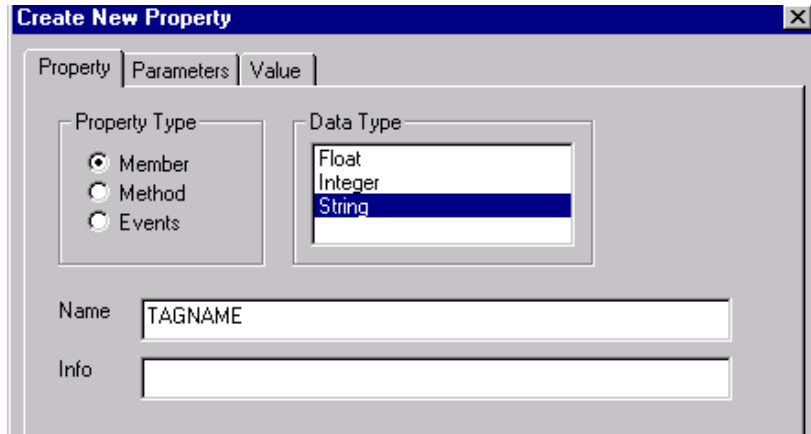 Create New Property
Property Parameters Value
Property Type
Member
Method
Events
Data Type
Float
Integer
String
Name TAGNAME
Info